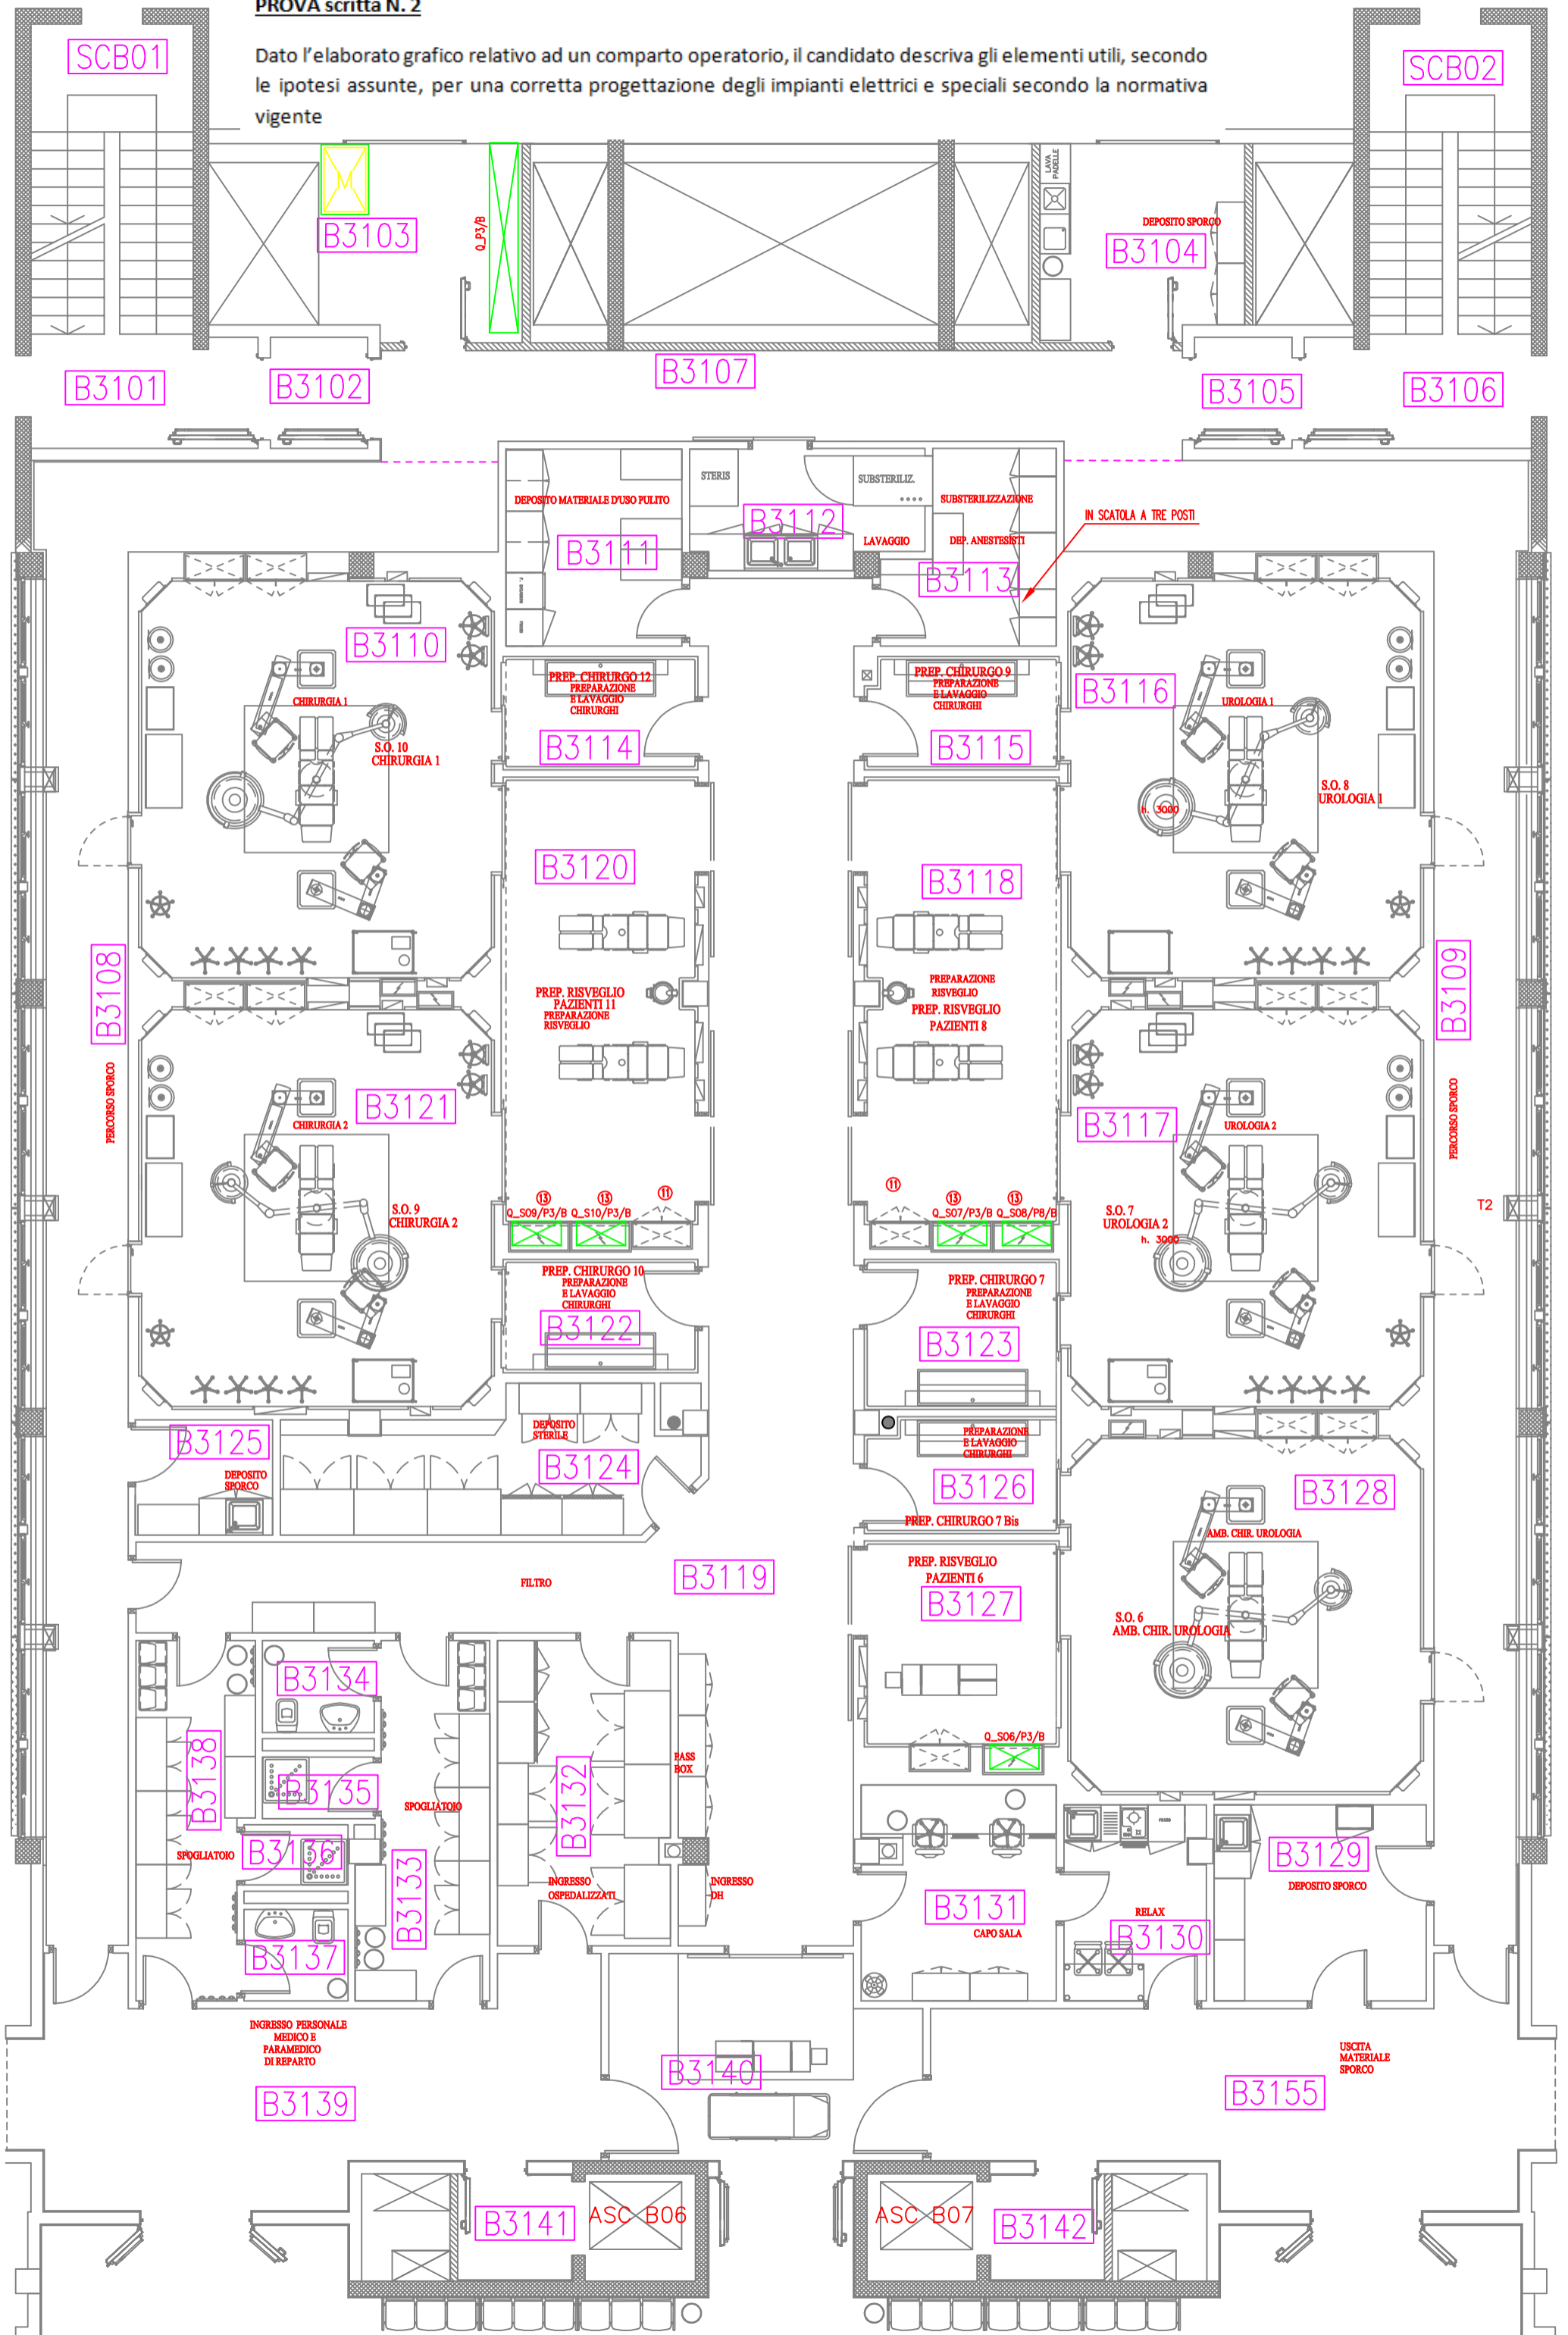 PROVA scritta N. 2
Dato l’elaborato grafico relativo ad un comparto operatorio, il candidato descriva gli elementi utili, secondo
le ipotesi assunte, per una corretta progettazione degli impianti elettrici e speciali secondo la normativa
vigente
SCB01
SCB02
M
B3103
Q_P3/B
LAVA
PADELLE
DEPOSITO SPORCO
B3104
B3101
B3102
B3107
B3105
B3106
STERIS
SUBSTERILIZ.
DEPOSITO MATERIALE D'USO PULITO
SUBSTERILIZZAZIONE
IN SCATOLA A TRE POSTI
B3112
B3111
LAVAGGIO
DEP. ANESTESISTI
B3113
B3110
PREP. CHIRURGO 12
PREPARAZIONE
E LAVAGGIO
CHIRURGHI
B3114
PREP. CHIRURGO 9
PREPARAZIONE
E LAVAGGIO
CHIRURGHI
B3115
B3116
CHIRURGIA 1
S.O. 10
CHIRURGIA 1
UROLOGIA 1
S.O. 8
UROLOGIA 1
h. 3000
B3120
B3118
B3108
B3109
PREP. RISVEGLIO
PAZIENTI 11
PREPARAZIONE
RISVEGLIO
PREPARAZIONE
RISVEGLIO
PREP. RISVEGLIO
PAZIENTI 8
PERCORSO SPORCO
PERCORSO SPORCO
B3121
B3117
CHIRURGIA 2
UROLOGIA 2
S.O. 9
CHIRURGIA 2
S.O. 7
UROLOGIA 2
h. 3000
T2
13
13
11
Q_S09/P3/B
Q_S10/P3/B
11
13
13
Q_S07/P3/B
Q_S08/P8/B
PREP. CHIRURGO 10
PREPARAZIONE
E LAVAGGIO
CHIRURGHI
B3122
PREP. CHIRURGO 7
PREPARAZIONE
E LAVAGGIO
CHIRURGHI
B3123
B3125
DEPOSITO
SPORCO
DEPOSITO
STERILE
B3124
PREPARAZIONE
E LAVAGGIO
CHIRURGHI
B3126
PREP. CHIRURGO 7 Bis
B3128
AMB. CHIR. UROLOGIA
S.O. 6
AMB. CHIR. UROLOGIA
FILTRO
B3119
PREP. RISVEGLIO
PAZIENTI 6
B3127
Q_S06/P3/B
B3134
B3138
B3135
SPOGLIATOIO
B3132
PASS
BOX
B3136
SPOGLIATOIO
B3133
INGRESSO
OSPEDALIZZATI
INGRESSO
DH
B3137
B3131
CAPO SALA
RELAX
B3130
B3129
DEPOSITO SPORCO
INGRESSO PERSONALE
MEDICO E
PARAMEDICO
DI REPARTO
B3139
B3140
USCITA
MATERIALE
SPORCO
B3155
B3141
ASC B06
ASC B07
B3142